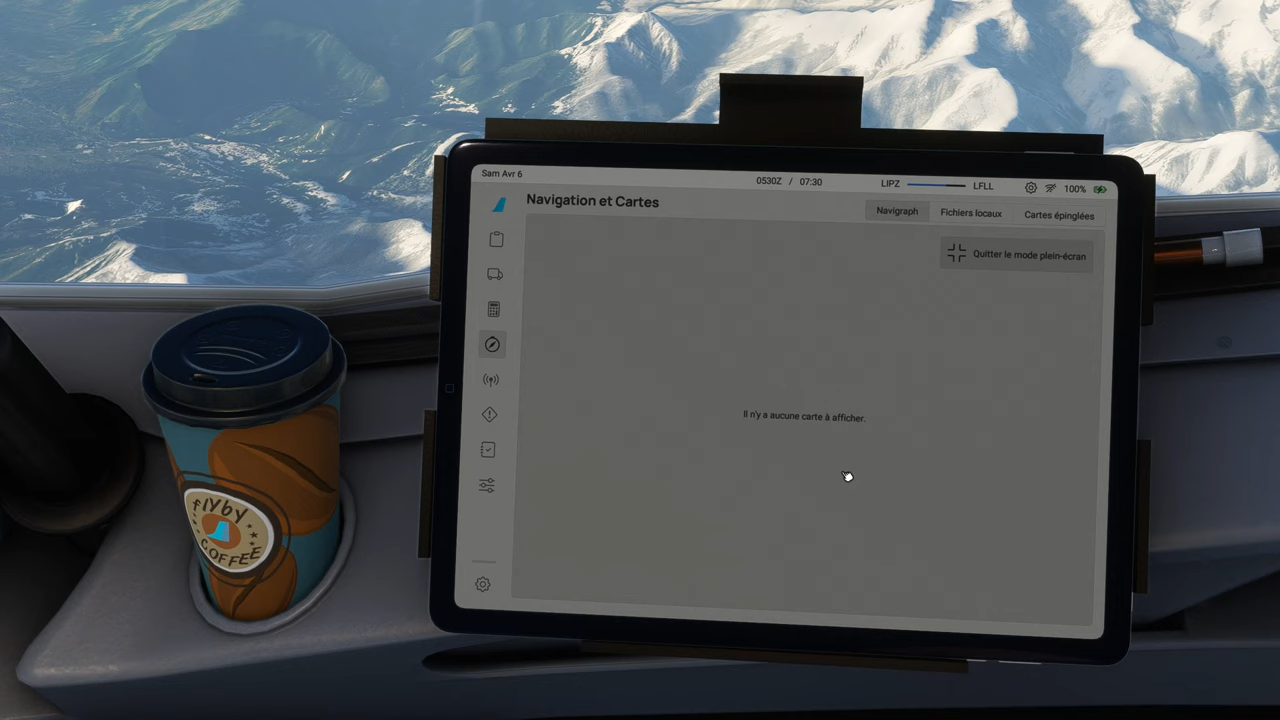 Sam Avr 6
0530Z / 07:30
LIPZ
LFLL
100%
Navigation et Cartes
Navigraph
Fichiers locaux
Cartes épinglées
Quitter le mode plein-écran
Il n'y a aucune carte à afficher.
flyby
COFFEE